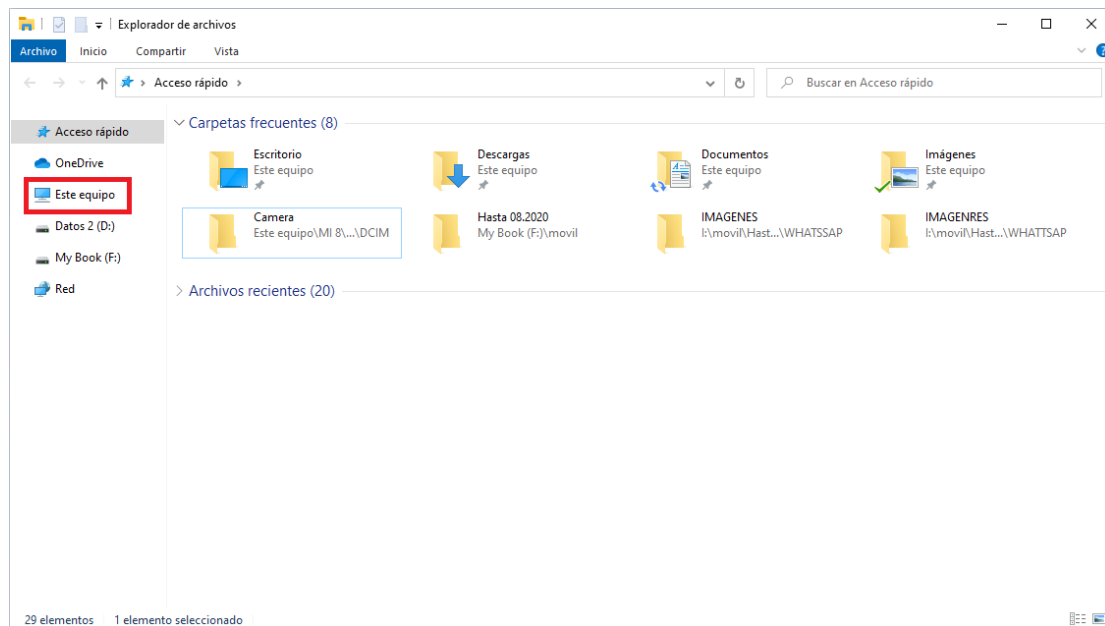 Explorador de archivos
Archivo Inicio Compartir Vista
Acceso rápido
Buscar en Acceso rápido
Acceso rápido
OneDrive
Este equipo
Datos 2 (D:)
My Book (F:)
Red
Carpetas frecuentes (8)
Escritorio
Este equipo
Descargas
Este equipo
Documentos
Este equipo
Imágenes
Este equipo
Camera
Este equipo\MI 8\...\DCIM
Hasta 08.2020
My Book (F:)\movil
IMAGENES
I:\movil\Hast...\WHATSSAP
IMAGENRES
I:\movil\Hast...\WHATTSAP
Archivos recientes (20)
29 elementos 1 elemento seleccionado